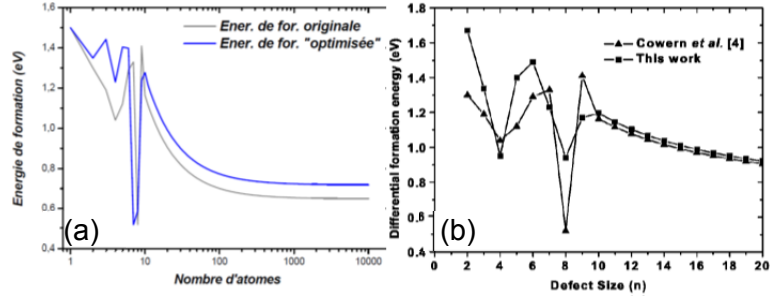 Ener. de for. originale
Ener. de for. "optimisée"
Energie de formation (eV)
1,6
1,4
1,2
1,0
0,8
0,6
0,4
(a)
1 10 100 1000 10000
Nombre d'atomes
Cowern et al. [4]
This work
Differential formation energy (eV)
1.8
1.6
1.4
1.2
1.0
0.8
0.6
0.4
(b)
0 2 4 6 8 10 12 14 16 18 20
Defect Size (n)